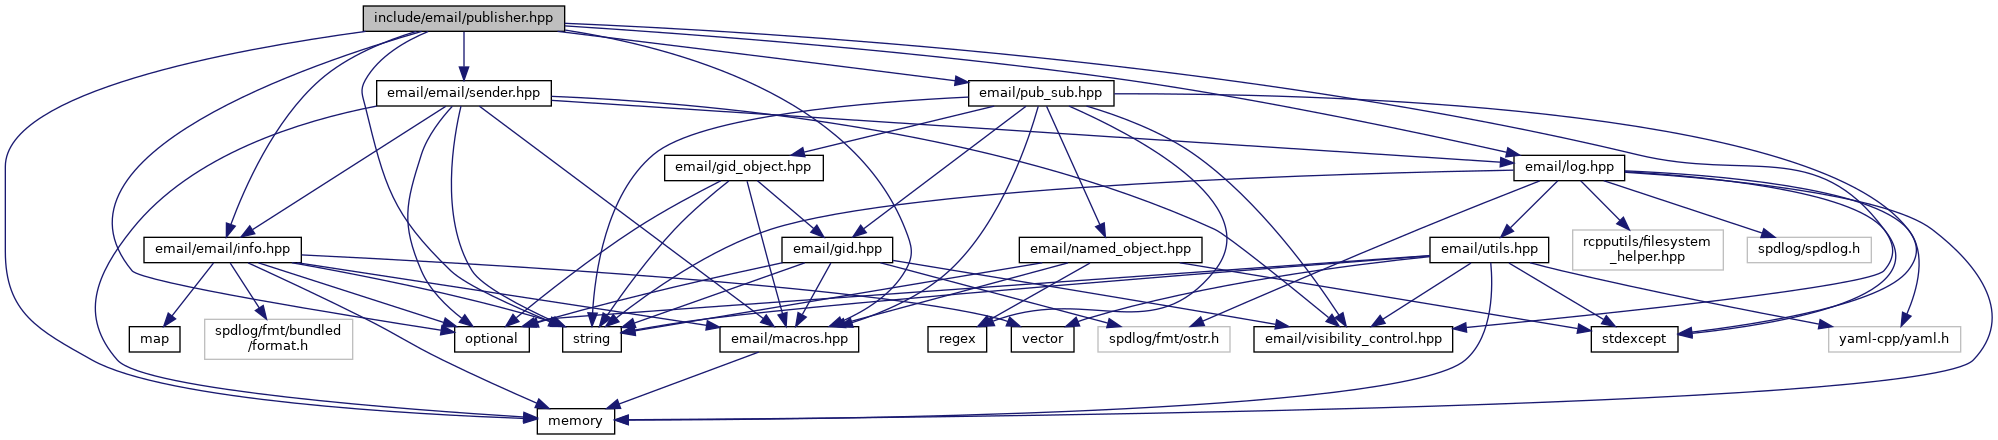 include/email/publisher.hpp
email/email/sender.hpp
email/pub_sub.hpp
email/gid_object.hpp
email/log.hpp
email/email/info.hpp
email/gid.hpp
email/named_object.hpp
email/utils.hpp
rcpputils/filesystem
_helper.hpp
spdlog/spdlog.h
map
spdlog/fmt/bundled
/format.h
optional
string
email/macros.hpp
regex
vector
spdlog/fmt/ostr.h
email/visibility_control.hpp
stdexcept
yaml-cpp/yaml.h
memory